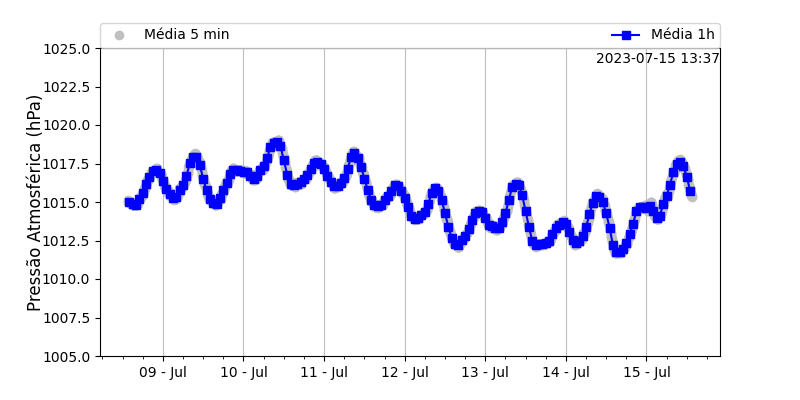 Média 5 min
Média 1h
2023-07-15 13:37
Pressão Atmosférica (hPa)
1025.0
1022.5
1020.0
1017.5
1015.0
1012.5
1010.0
1007.5
1005.0
09 - Jul
10 - Jul
11 - Jul
12 - Jul
13 - Jul
14 - Jul
15 - Jul